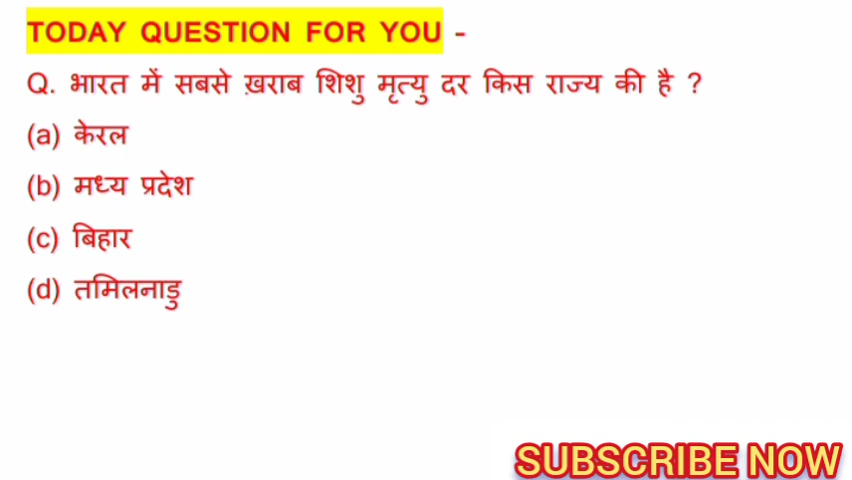 TODAY QUESTION FOR YOU -
Q. भारत में सबसे ख़राब शिशु मृत्यु दर किस राज्य की है ?
(a) केरल
(b) मध्य प्रदेश
(c) बिहार
(d) तमिलनाडु
SUBSCRIBE NOW